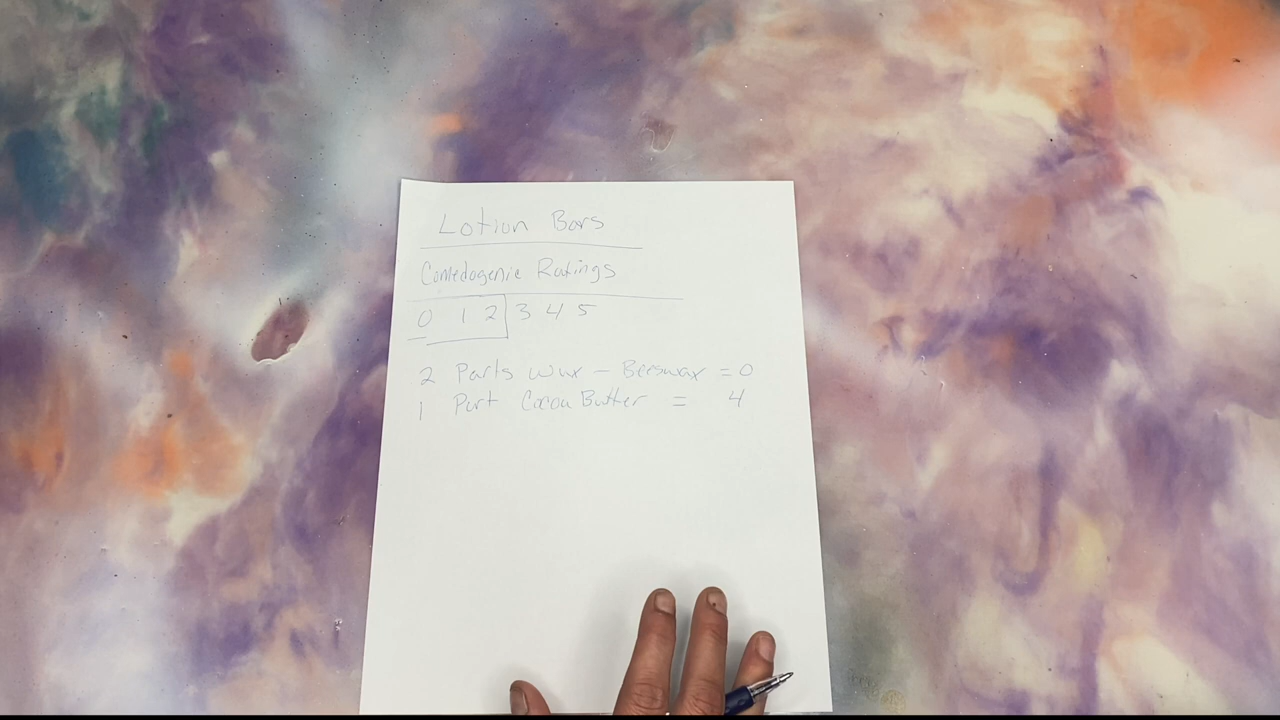 Lotion Bars
Comedogenic Ratings
0 1 2 3 4 5
2 Parts Wax - Beeswax = 0
1 Part Cocoa Butter = 4